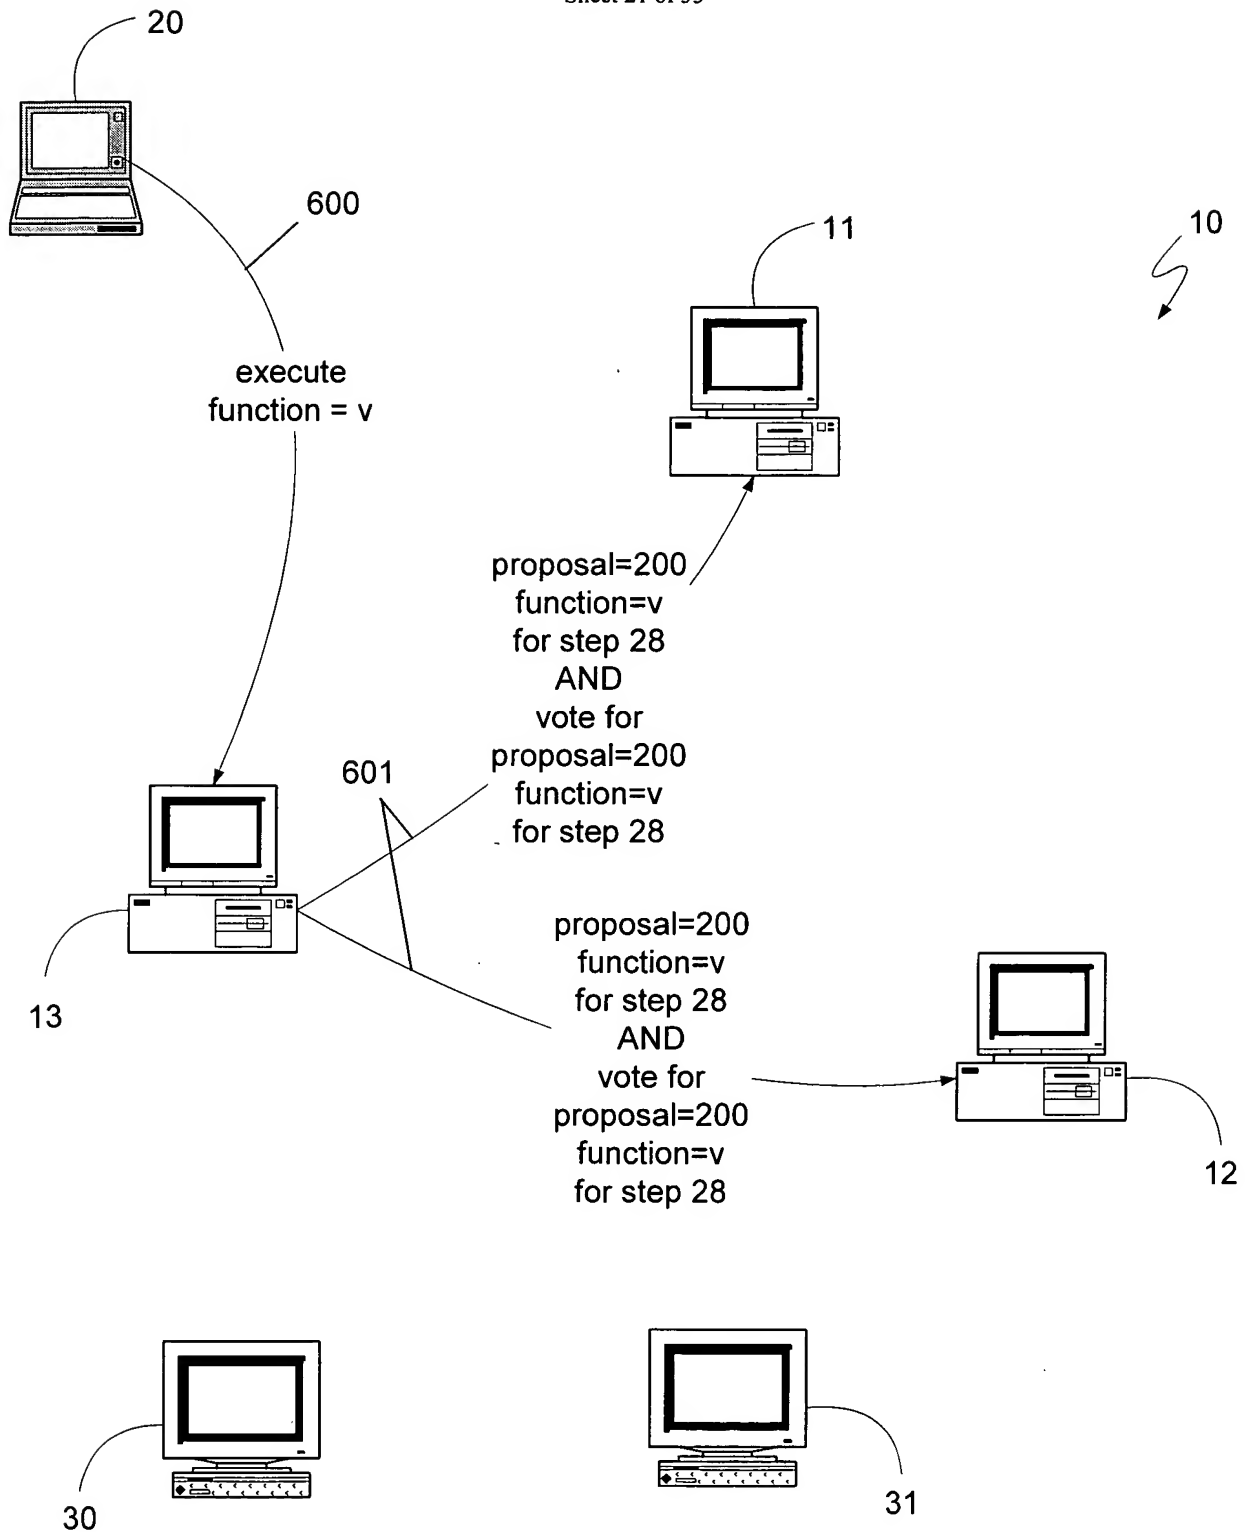 20
600
11
10
execute
function = v
proposal=200
function=v
for step 28
AND
vote for
proposal=200
function=v
for step 28
601
13
proposal=200
function=v
for step 28
AND
vote for
proposal=200
function=v
for step 28
12
30
31